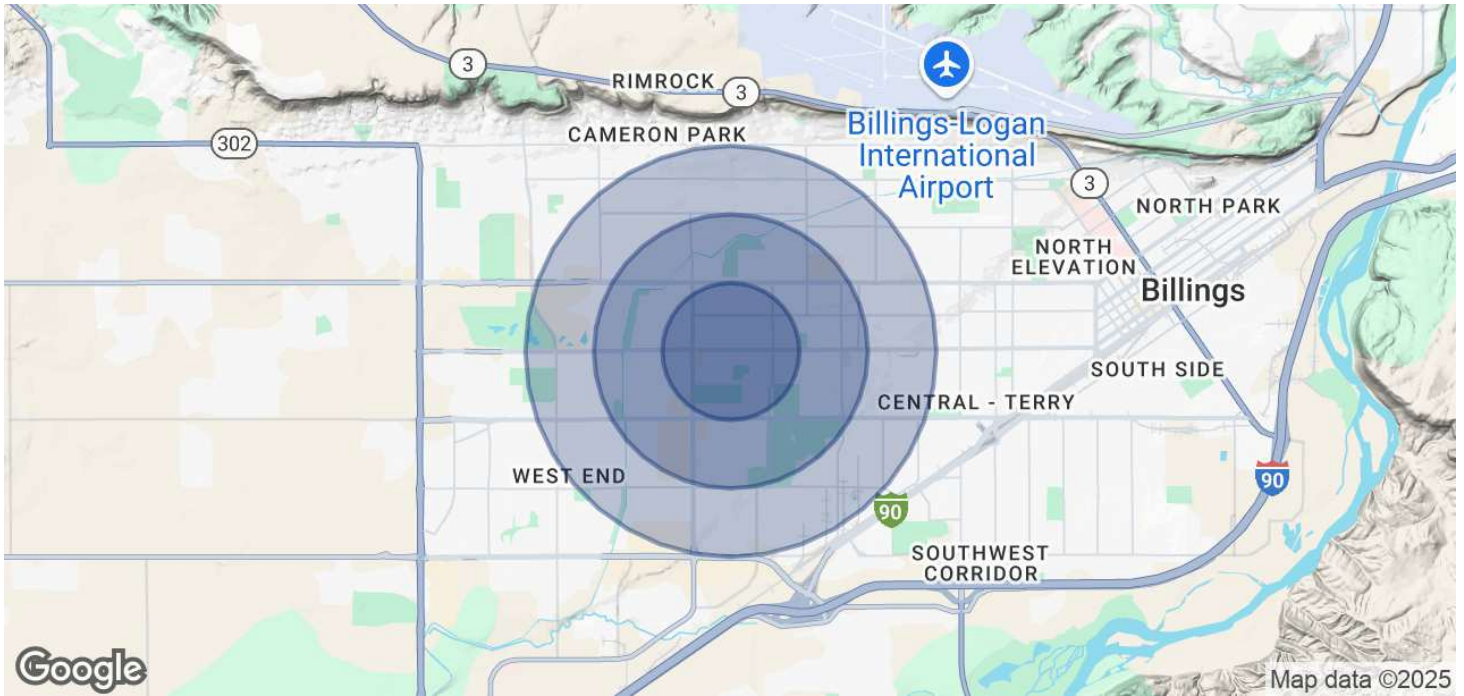 3
RIMROCK
3
CAMERON PARK
302
Billings-Logan
International
Airport
3
NORTH PARK
NORTH
ELEVATION
Billings
SOUTH SIDE
CENTRAL - TERRY
WEST END
90
90
SOUTHWEST
CORRIDOR
Google
Map data ©2025